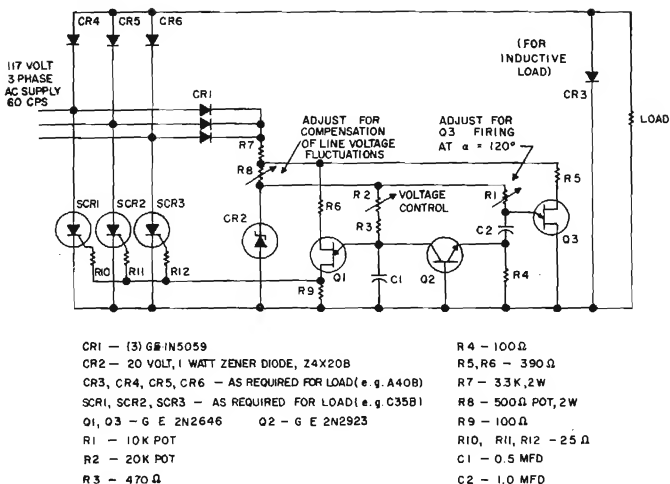 CR4 CR5 CR6
117 VOLT
3 PHASE
AC SUPPLY
60 CPS
CR1
(FOR
INDUCTIVE
LOAD)
CR3
LOAD
R7
R8
ADJUST FOR
COMPENSATION
OF LINE VOLTAGE
FLUCTUATIONS
ADJUST FOR
Q3 FIRING
AT α = 120°
R2
VOLTAGE
CONTROL
R1
R5
SCR1 SCR2 SCR3
CR2
R6
R3
C2
Q3
R10 R11 R12
Q1
C1
Q2
R4
R9
CR1 — (3) GE 1N5059
CR2 — 20 VOLT, 1 WATT ZENER DIODE, Z4X20B
CR3, CR4, CR5, CR6 — AS REQUIRED FOR LOAD (e.g. A40B)
SCR1, SCR2, SCR3 — AS REQUIRED FOR LOAD (e.g. C35B)
Q1, Q3 — G E 2N2646 Q2 — G E 2N2923
R1 — 10K POT
R2 — 20K POT
R3 — 470 Ω
R4 — 100 Ω
R5, R6 — 390 Ω
R7 — 3.3K, 2W
R8 — 500 Ω POT, 2W
R9 — 100 Ω
R10, R11, R12 — 25 Ω
C1 — 0.5 MFD
C2 — 1.0 MFD